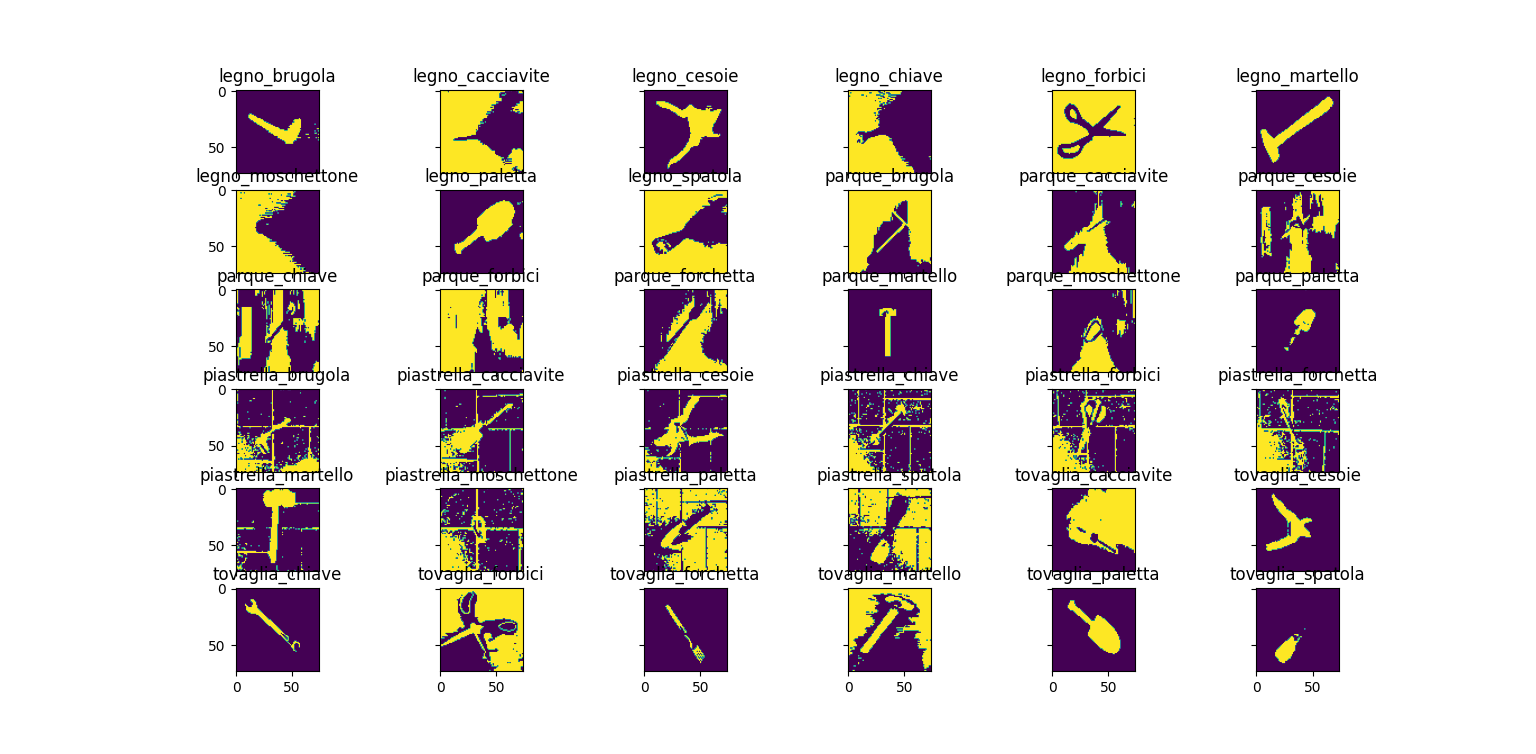 legno_brugola legno_cacciavite legno_cesoie legno_chiave legno_forbici legno_martello
0
50
legno_moschettone legno_paletta legno_spatola parque_brugola parque_cacciavite parque_cesoie
0
50
parque_chiave parque_forbici parque_forchetta parque_martello parque_moschettone parque_paletta
0
50
piastrella_brugola piastrella_cacciavite piastrella_cesoie piastrella_chiave piastrella_forbici piastrella_forchetta
0
50
piastrella_martello piastrella_moschettone piastrella_paletta piastrella_spatola tovaglia_cacciavite tovaglia_cesoie
0
50
tovaglia_chiave tovaglia_forbici tovaglia_forchetta tovaglia_martello tovaglia_paletta tovaglia_spatola
0
50
0 50 0 50 0 50 0 50 0 50 0 50